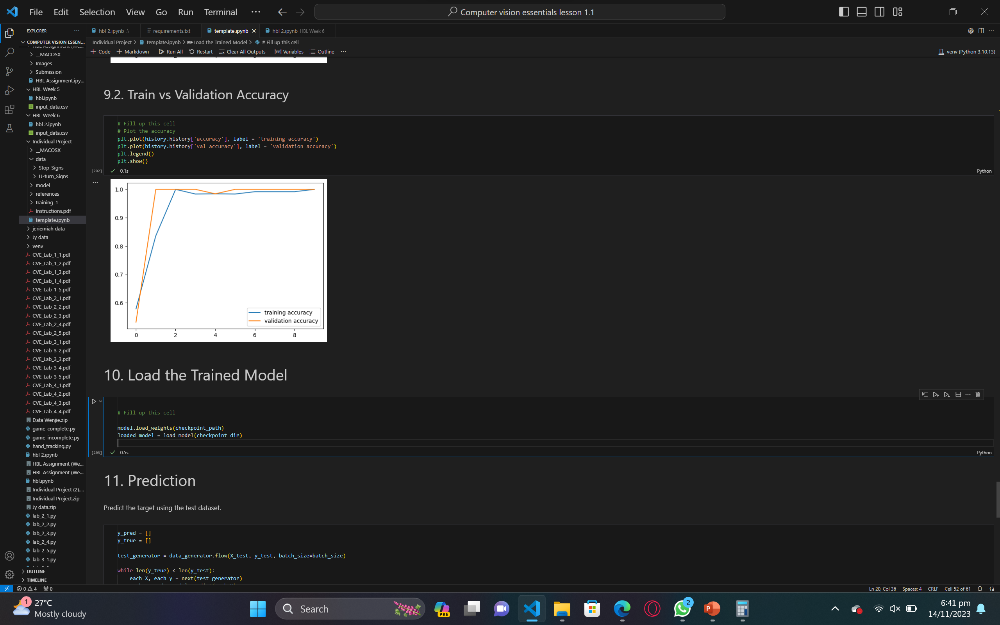 File Edit Selection View Go Run Terminal ··· Computer vision essentials lesson 1.1
EXPLORER ···
hbl 2.ipynb .\ requirements.txt template.ipynb hbl 2.ipynb HBL Week 6
Individual Project > template.ipynb > M↓Load the Trained Model > # Fill up this cell
+ Code + Markdown Run All Restart Clear All Outputs Variables Outline ··· venv (Python 3.10.13)
COMPUTER VISION ESSEN...
__MACOSX
Images
Submission
HBL Assignment.ipy...
HBL Week 5
hbl.ipynb
input_data.csv
HBL Week 6
hbl 2.ipynb
input_data.csv
Individual Project
__MACOSX
data
Stop_Signs
U-turn_Signs
model
references
training_1
Instructions.pdf
template.ipynb
jeriemiah data
Jy data
venv
CVE_Lab_1_1.pdf
CVE_Lab_1_2.pdf
CVE_Lab_1_3.pdf
CVE_Lab_1_4.pdf
CVE_Lab_1_5.pdf
CVE_Lab_2_1.pdf
CVE_Lab_2_2.pdf
CVE_Lab_2_3.pdf
CVE_Lab_2_4.pdf
CVE_Lab_2_5.pdf
CVE_Lab_3_1.pdf
CVE_Lab_3_2.pdf
CVE_Lab_3_3.pdf
CVE_Lab_3_4.pdf
CVE_Lab_3_5.pdf
CVE_Lab_4_1.pdf
CVE_Lab_4_2.pdf
CVE_Lab_4_3.pdf
CVE_Lab_4_4.pdf
Data Wenjie.zip
game_complete.py
game_incomplete.py
hand_tracking.py
hbl 2.ipynb
HBL Assignment (We...
HBL Assignment (We...
hbl.ipynb
Individual Project (2)....
Individual Project.zip
Jy data.zip
lab_2_1.py
lab_2_2.py
lab_2_3.py
lab_2_4.py
lab_2_5.py
lab_3_1.py
OUTLINE
TIMELINE
9.2. Train vs Validation Accuracy
# Fill up this cell
# Plot the accuracy
plt.plot(history.history['accuracy'], label = 'training accuracy')
plt.plot(history.history['val_accuracy'], label = 'validation accuracy')
plt.legend()
plt.show()
[202] 0.1s Python
1.0
0.9
0.8
0.7
0.6
training accuracy
validation accuracy
0 2 4 6 8
10. Load the Trained Model
# Fill up this cell
model.load_weights(checkpoint_path)
loaded_model = load_model(checkpoint_dir)
[203] 0.5s Python
11. Prediction
Predict the target using the test dataset.
y_pred = []
y_true = []
test_generator = data_generator.flow(X_test, y_test, batch_size=batch_size)
while len(y_true) < len(y_test):
each_X, each_y = next(test_generator)
0 4 0 Ln 20, Col 36 Spaces: 4 CRLF Cell 52 of 61
1 27°C
Mostly cloudy
Search
PRE
2
6:41 pm
14/11/2023